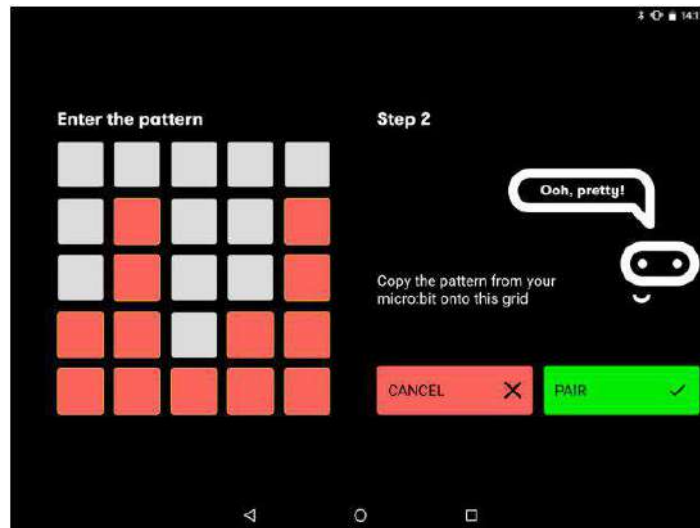 Enter the pattern
Step 2
Ooh, pretty!
Copy the pattern from your
micro:bit onto this grid
CANCEL
PAIR